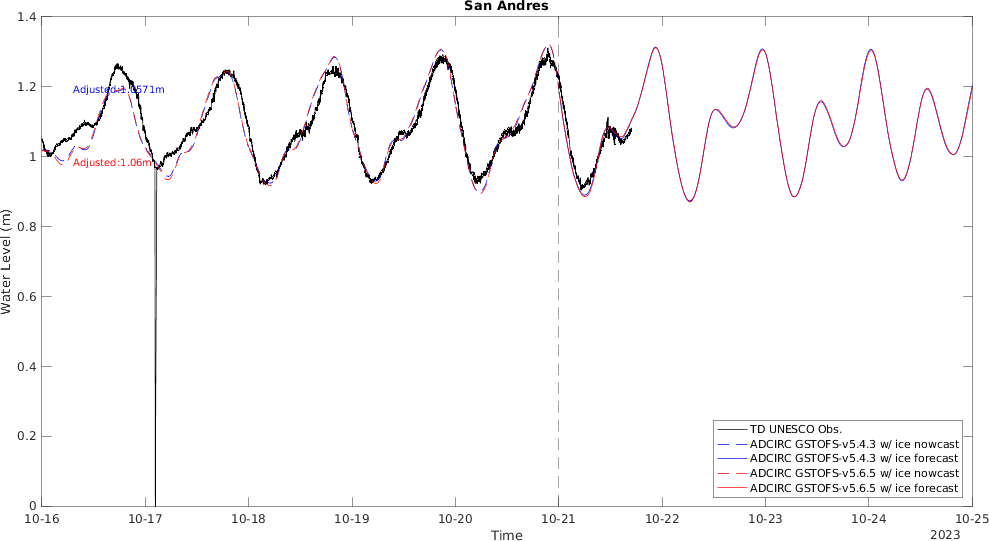 San Andres
1.4
1.2
1
0.8
0.6
0.4
0.2
0
Water Level (m)
Adjusted:1.0571m
Adjusted:1.06m
TD UNESCO Obs.
ADCIRC GSTOFS-v5.4.3 w/ ice nowcast
ADCIRC GSTOFS-v5.4.3 w/ ice forecast
ADCIRC GSTOFS-v5.6.5 w/ ice nowcast
ADCIRC GSTOFS-v5.6.5 w/ ice forecast
10-16 10-17 10-18 10-19 10-20 10-21 10-22 10-23 10-24 10-25
Time
2023